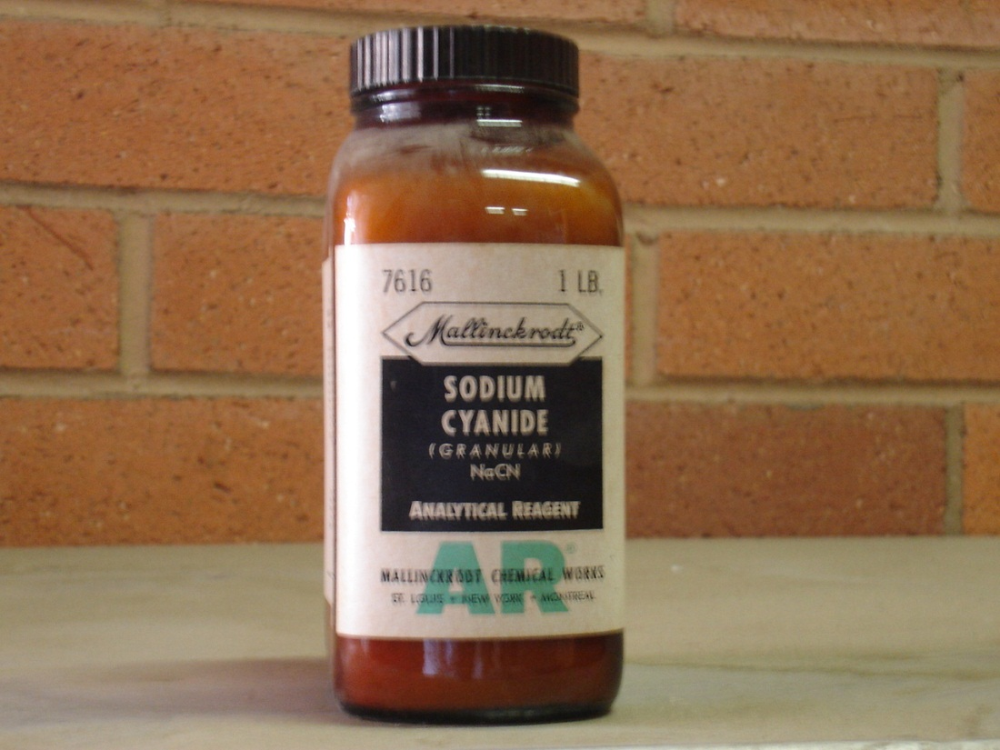 7616 1 LB.
Mallinckrodt®
SODIUM
CYANIDE
(GRANULAR)
NaCN
ANALYTICAL REAGENT
AR®
MALLINCKRODT CHEMICAL WORKS
ST. LOUIS • NEW YORK • MONTREAL